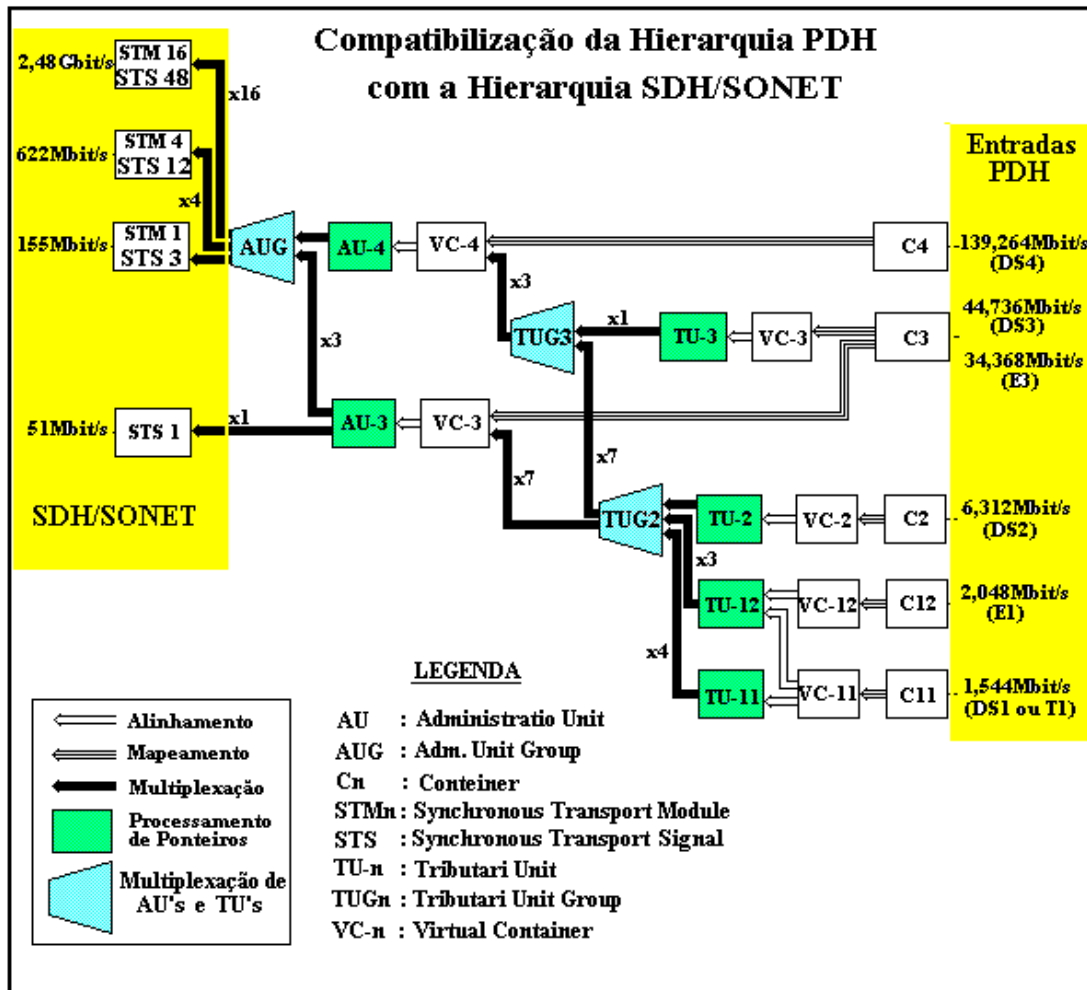 Compatibilização da Hierarquia PDH
com a Hierarquia SDH/SONET
2,48Gbit/s
STM 16
STS 48
x16
622Mbit/s
STM 4
STS 12
x4
155Mbit/s
STM 1
STS 3
AUG
AU-4
VC-4
C4
Entradas
PDH
139,264Mbit/s
(DS4)
x3
x3
TUG3
x1
TU-3
VC-3
C3
44,736Mbit/s
(DS3)
34,368Mbit/s
(E3)
51Mbit/s
STS 1
x1
AU-3
VC-3
x7
x7
SDH/SONET
TUG2
TU-2
VC-2
C2
6,312Mbit/s
(DS2)
x3
TU-12
VC-12
C12
2,048Mbit/s
(E1)
x4
TU-11
VC-11
C11
1,544Mbit/s
(DS1 ou T1)
Alinhamento
Mapeamento
Multiplexação
Processamento
de Ponteiros
Multiplexação de
AU's e TU's
LEGENDA
AU : Administratio Unit
AUG : Adm. Unit Group
Cn : Conteiner
STMn : Synchronous Transport Module
STS : Synchronous Transport Signal
TU-n : Tributari Unit
TUGn : Tributari Unit Group
VC-n : Virtual Container